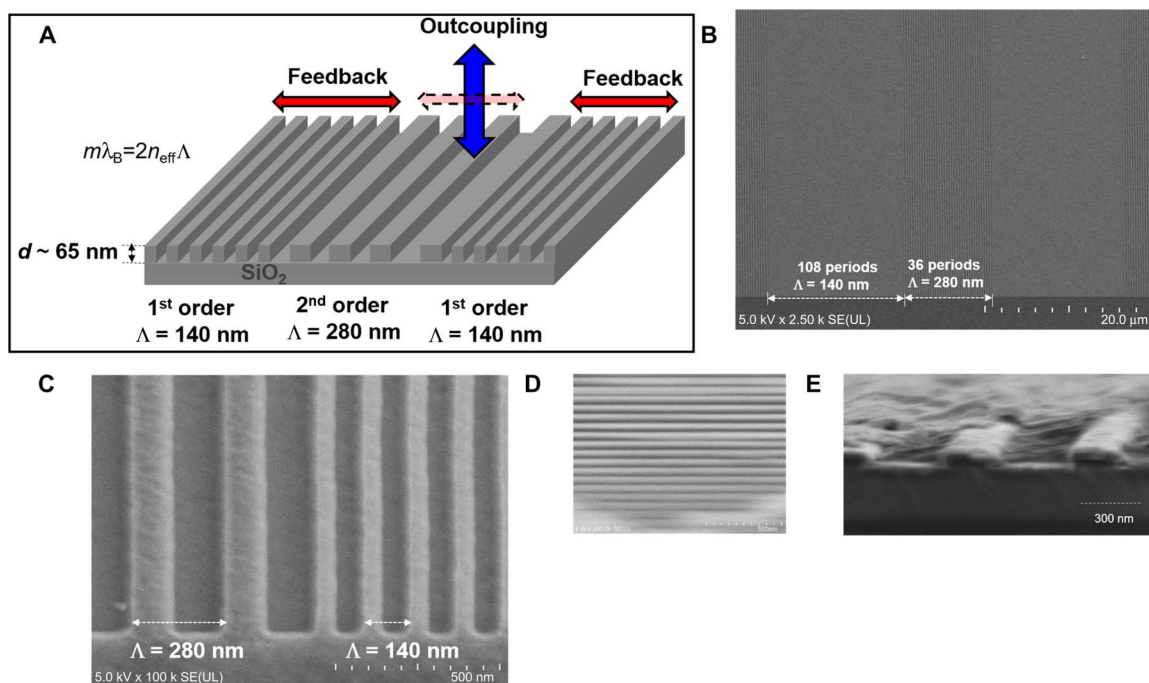 A
Outcoupling
Feedback
Feedback
mλB=2neffΛ
d ~ 65 nm
SiO2
1st order
Λ = 140 nm
2nd order
Λ = 280 nm
1st order
Λ = 140 nm
B
108 periods
Λ = 140 nm
36 periods
Λ = 280 nm
5.0 kV x 2.50 k SE(UL)
20.0 μm
C
Λ = 280 nm
Λ = 140 nm
5.0 kV x 100 k SE(UL)
500 nm
D
500nm
E
300 nm